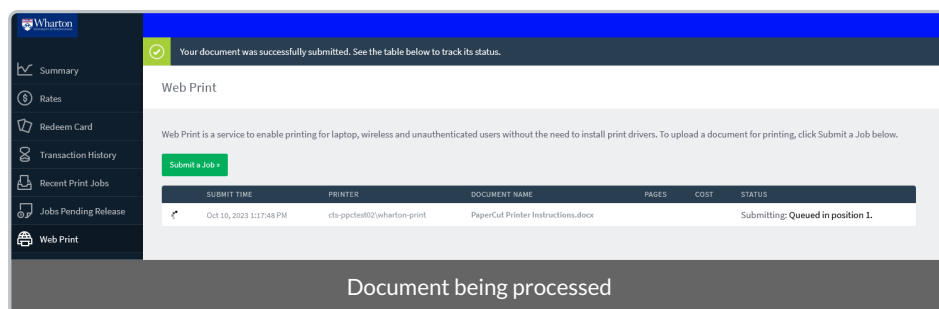 Wharton
Your document was successfully submitted. See the table below to track its status.
Summary
Web Print
Rates
Redeem Card
Web Print is a service to enable printing for laptop, wireless and unauthenticated users without the need to install print drivers. To upload a document for printing, click Submit a Job below.
Transaction History
Submit a Job »
Recent Print Jobs
SUBMIT TIME PRINTER DOCUMENT NAME PAGES COST STATUS
Jobs Pending Release
Oct 10, 2023 1:17:48 PM cts-ppctest02\wharton-print PaperCut Printer Instructions.docx Submitting: Queued in position 1.
Web Print
Document being processed